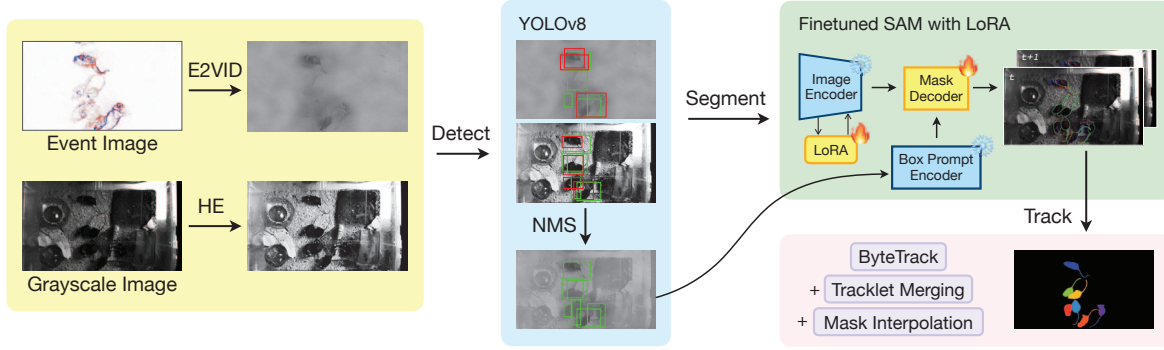 E2VID
Event Image
HE
Grayscale Image
Detect
YOLOv8
NMS
Segment
Finetuned SAM with LoRA
Image
Encoder
LoRA
Mask
Decoder
Box Prompt
Encoder
t+1
t
Track
ByteTrack
+ Tracklet Merging
+ Mask Interpolation